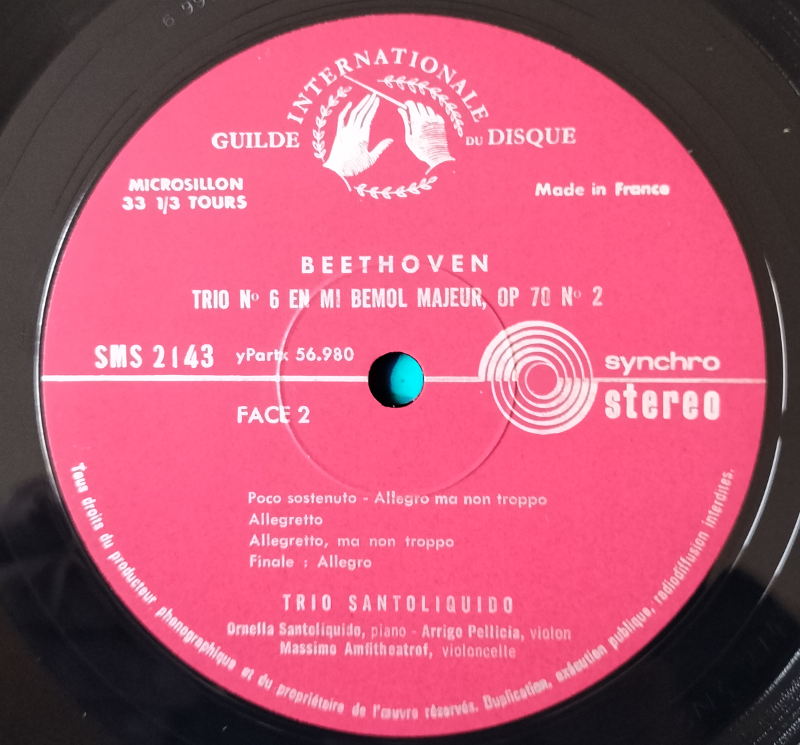 INTERNATIONALE
GUILDE DU DISQUE
MICROSILLON
33 1/3 TOURS
Made in France
BEETHOVEN
TRIO Nº 6 EN MI BEMOL MAJEUR, OP 70 Nº 2
SMS 2143 yPartx 56.980
synchro
stereo
FACE 2
Poco sostenuto - Allegro ma non troppo
Allegretto
Allegretto, ma non troppo
Finale : Allegro
TRIO SANTOLIQUIDO
Ornella Santoliquido, piano - Arrigo Pellicia, violon
Massimo Amfitheatrof, violoncelle
Tous droits du producteur phonographique et du propriétaire de l'œuvre réservés. Duplication, exécution publique, radiodiffusion interdites.